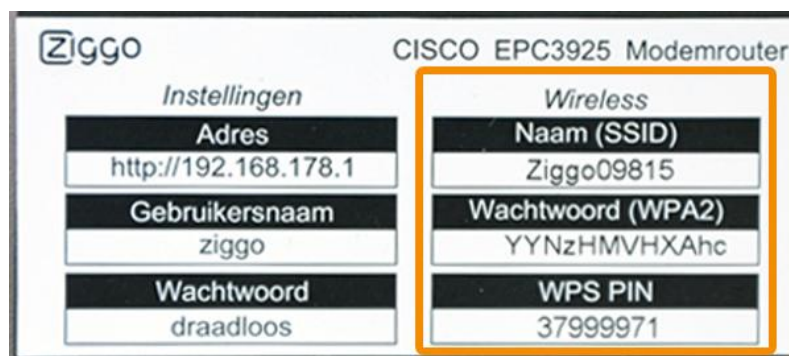 Ziggo
CISCO EPC3925 Modemrouter
Instellingen
Adres
http://192.168.178.1
Gebruikersnaam
ziggo
Wachtwoord
draadloos
Wireless
Naam (SSID)
Ziggo09815
Wachtwoord (WPA2)
YYNzHMVHXAhc
WPS PIN
37999971